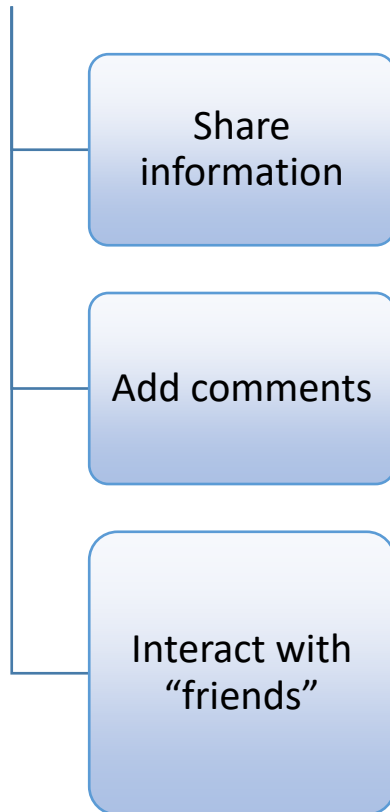 Share
information
Add comments
Interact with
“friends”